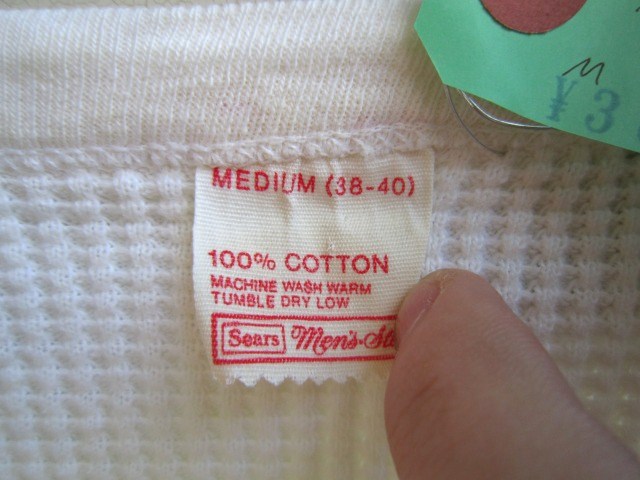 M
¥3
MEDIUM (38-40)
100% COTTON
MACHINE WASH WARM
TUMBLE DRY LOW
Sears Men's